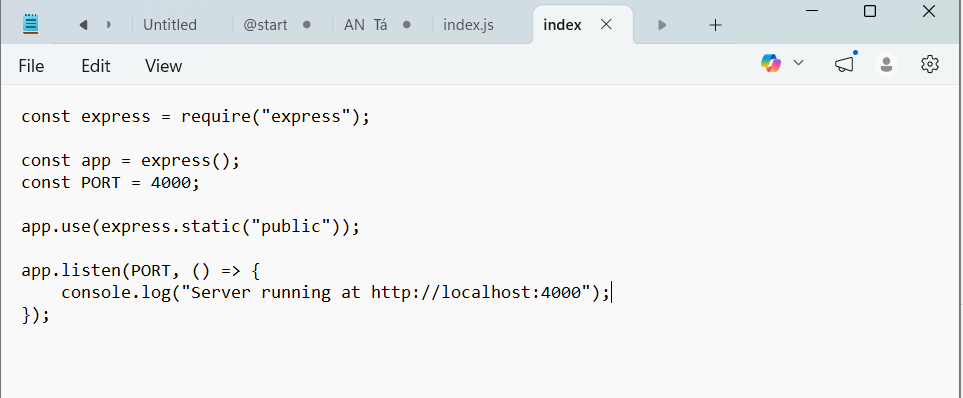 Untitled
@start
AN Tá
index.js
index
File Edit View
const express = require("express");
const app = express();
const PORT = 4000;
app.use(express.static("public"));
app.listen(PORT, () => {
    console.log("Server running at http://localhost:4000");
});